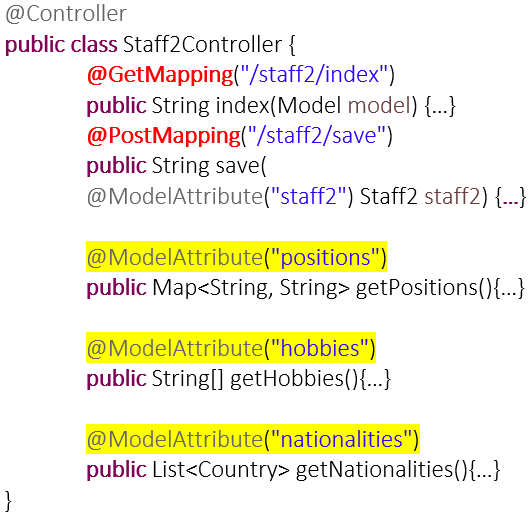 @Controller
public class Staff2Controller {
@GetMapping("/staff2/index")
public String index(Model model) {…}
@PostMapping("/staff2/save")
public String save(
@ModelAttribute("staff2") Staff2 staff2) {…}
@ModelAttribute("positions")
public Map<String, String> getPositions(){…}
@ModelAttribute("hobbies")
public String[] getHobbies(){…}
@ModelAttribute("nationalities")
public List<Country> getNationalities(){…}
}